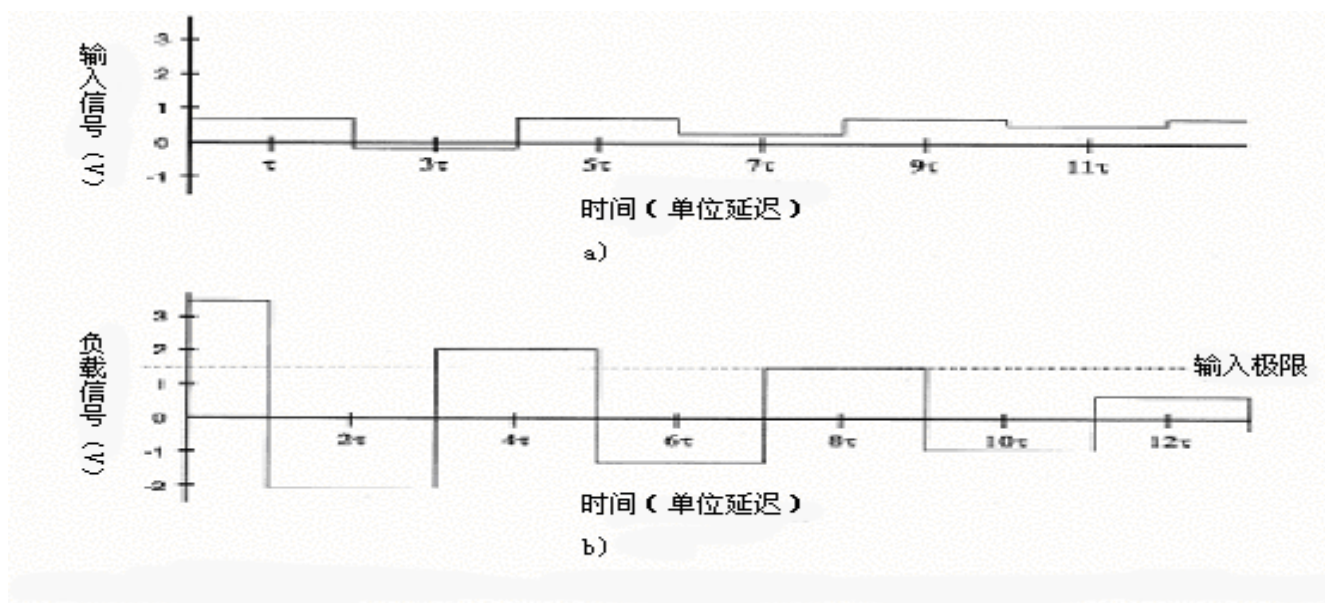 输入信号（V）
3
2
1
0
-1
τ 3τ 5τ 7τ 9τ 11τ
时间（单位延迟）
a)
负载信号（V）
3
2
1
0
-1
-2
输入极限
2τ 4τ 6τ 8τ 10τ 12τ
时间（单位延迟）
b)